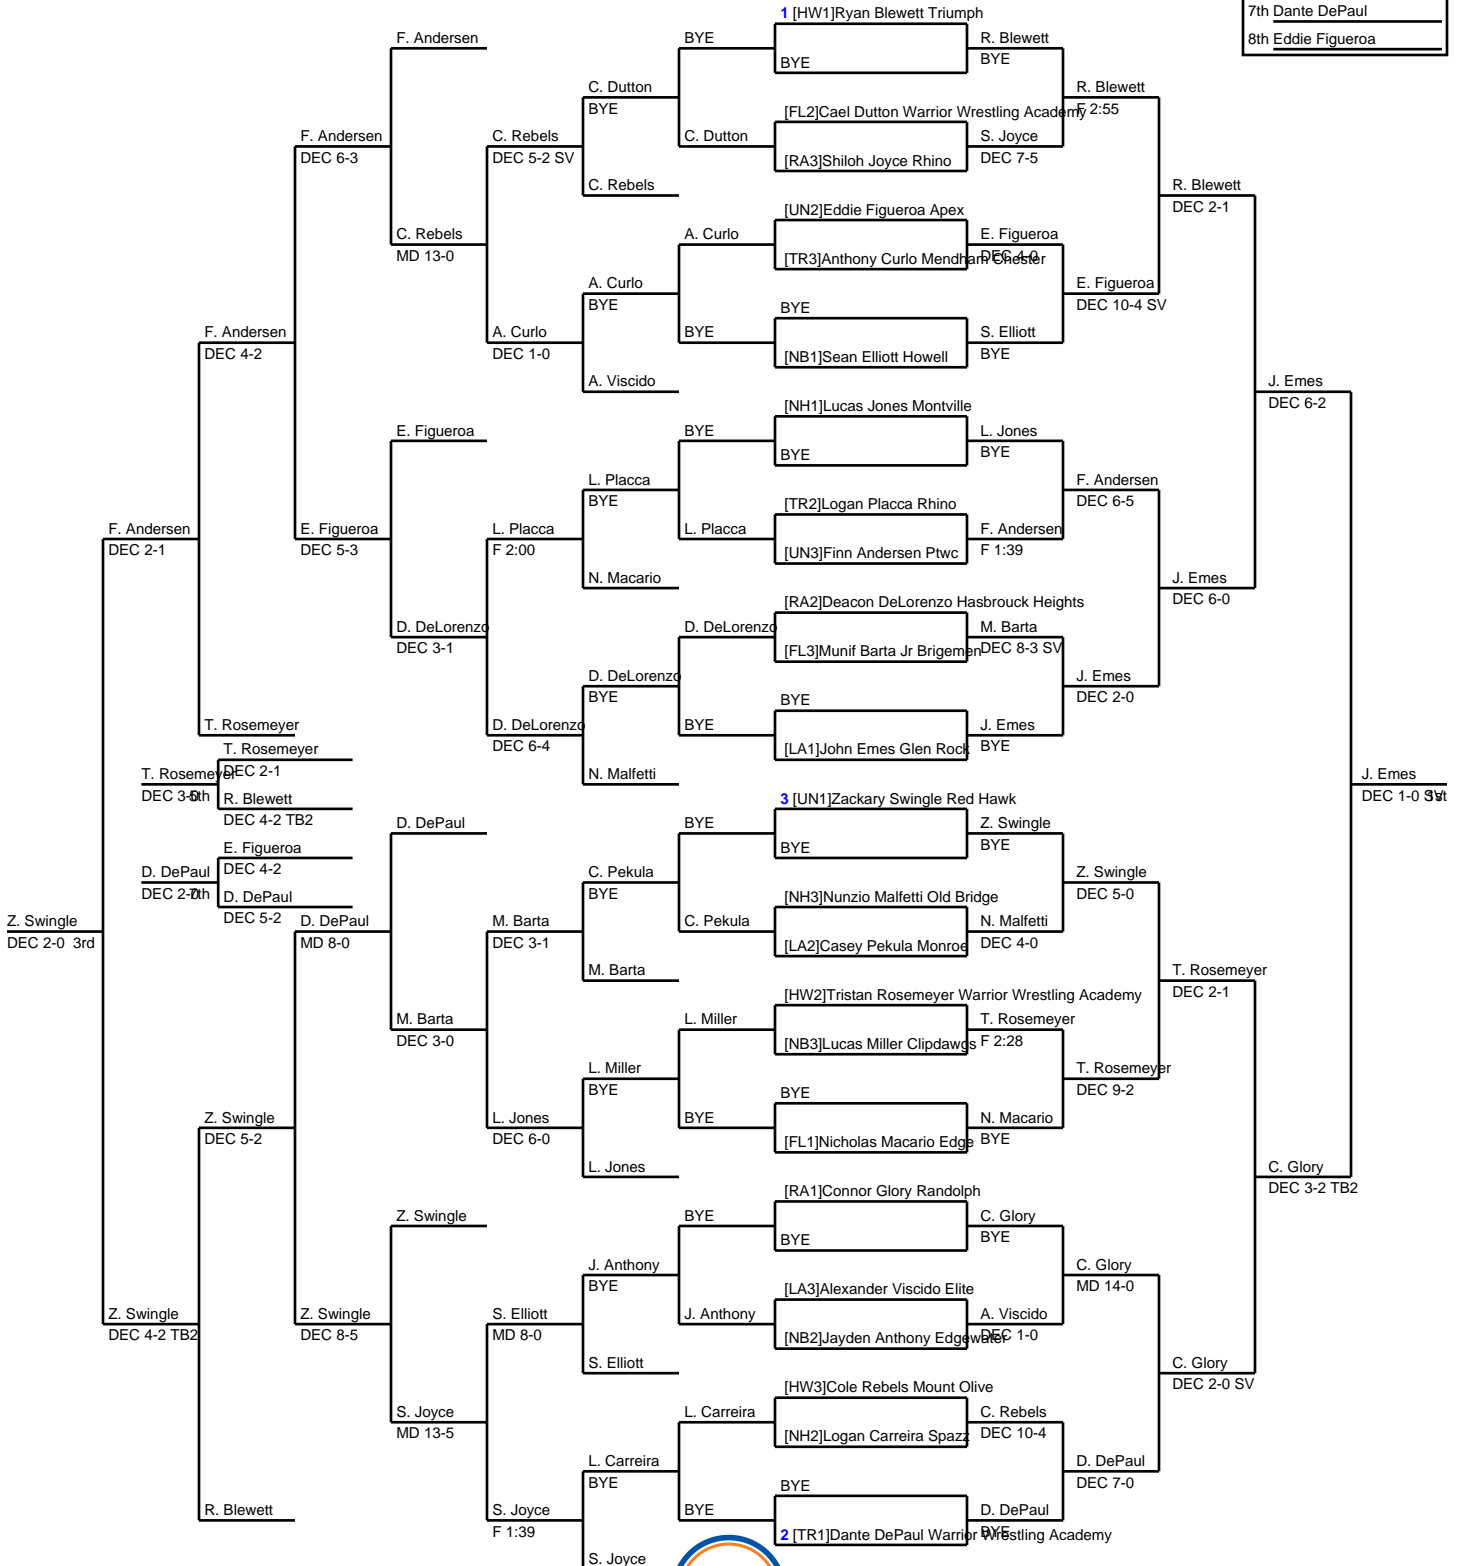 7th Dante DePaul
8th Eddie Figueroa
1 [HW1]Ryan Blewett Triumph
BYE
[FL2]Cael Dutton Warrior Wrestling Academy
[RA3]Shiloh Joyce Rhino
[UN2]Eddie Figueroa Apex
[TR3]Anthony Curlo Mendham Chester
BYE
[NB1]Sean Elliott Howell
[NH1]Lucas Jones Montville
BYE
[TR2]Logan Placca Rhino
[UN3]Finn Andersen Ptwc
[RA2]Deacon DeLorenzo Hasbrouck Heights
[FL3]Munif Barta Jr Brigemen
BYE
[LA1]John Emes Glen Rock
3 [UN1]Zackary Swingle Red Hawk
BYE
[NH3]Nunzio Malfetti Old Bridge
[LA2]Casey Pekula Monroe
[HW2]Tristan Rosemeyer Warrior Wrestling Academy
[NB3]Lucas Miller Clipdawgs
BYE
[FL1]Nicholas Macario Edge
[RA1]Connor Glory Randolph
BYE
[LA3]Alexander Viscido Elite
[NB2]Jayden Anthony Edgewater
[HW3]Cole Rebels Mount Olive
[NH2]Logan Carreira Spazz
BYE
2 [TR1]Dante DePaul Warrior Wrestling Academy
R. Blewett
BYE
S. Joyce
DEC 7-5
E. Figueroa
DEC 4-0
S. Elliott
BYE
L. Jones
BYE
F. Andersen
F 1:39
M. Barta
DEC 8-3 SV
J. Emes
BYE
Z. Swingle
BYE
N. Malfetti
DEC 4-0
T. Rosemeyer
F 2:28
N. Macario
BYE
C. Glory
BYE
A. Viscido
DEC 1-0
C. Rebels
DEC 10-4
D. DePaul
BYE
R. Blewett
F 2:55
E. Figueroa
DEC 10-4 SV
F. Andersen
DEC 6-5
J. Emes
DEC 2-0
Z. Swingle
DEC 5-0
T. Rosemeyer
DEC 9-2
C. Glory
MD 14-0
D. DePaul
DEC 7-0
R. Blewett
DEC 2-1
J. Emes
DEC 6-0
T. Rosemeyer
DEC 2-1
C. Glory
DEC 2-0 SV
J. Emes
DEC 6-2
C. Glory
DEC 3-2 TB2
J. Emes
DEC 1-0 SV 1st
BYE
C. Dutton
A. Curlo
BYE
BYE
L. Placca
D. DeLorenzo
BYE
BYE
C. Pekula
L. Miller
BYE
BYE
J. Anthony
L. Carreira
BYE
C. Dutton
BYE
C. Rebels
A. Curlo
BYE
A. Viscido
L. Placca
BYE
N. Macario
D. DeLorenzo
BYE
N. Malfetti
C. Pekula
BYE
M. Barta
L. Miller
BYE
L. Jones
J. Anthony
BYE
S. Elliott
L. Carreira
BYE
S. Joyce
C. Rebels
DEC 5-2 SV
A. Curlo
DEC 1-0
L. Placca
F 2:00
D. DeLorenzo
DEC 6-4
M. Barta
DEC 3-1
L. Jones
DEC 6-0
S. Elliott
MD 8-0
S. Joyce
F 1:39
F. Andersen
C. Rebels
MD 13-0
E. Figueroa
D. DeLorenzo
DEC 3-1
D. DePaul
M. Barta
DEC 3-0
Z. Swingle
S. Joyce
MD 13-5
F. Andersen
DEC 6-3
E. Figueroa
DEC 5-3
D. DePaul
MD 8-0
Z. Swingle
DEC 8-5
F. Andersen
DEC 4-2
T. Rosemeyer
Z. Swingle
DEC 5-2
R. Blewett
F. Andersen
DEC 2-1
Z. Swingle
DEC 4-2 TB2
Z. Swingle
DEC 2-0 3rd
T. Rosemeyer
DEC 2-1
R. Blewett
DEC 4-2 TB2
T. Rosemeyer
DEC 3-0 5th
E. Figueroa
DEC 4-2
D. DePaul
DEC 5-2
D. DePaul
DEC 2-0 7th